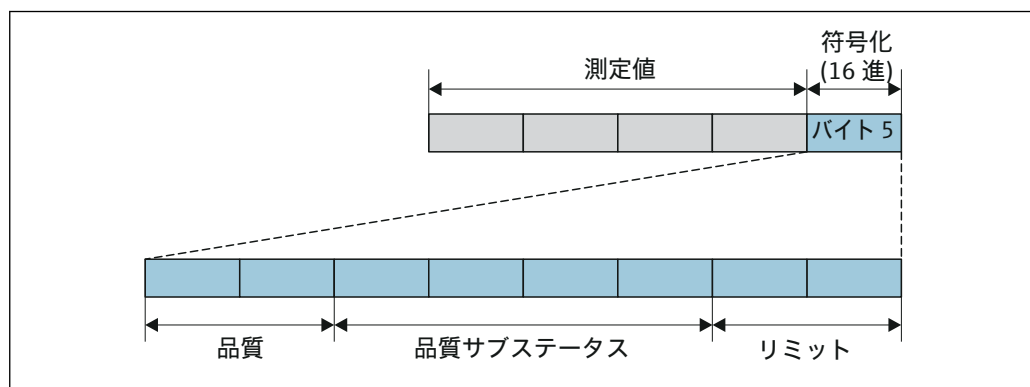 符号化
(16 進)
測定値
バイト 5
品質
品質サブステータス
リミット